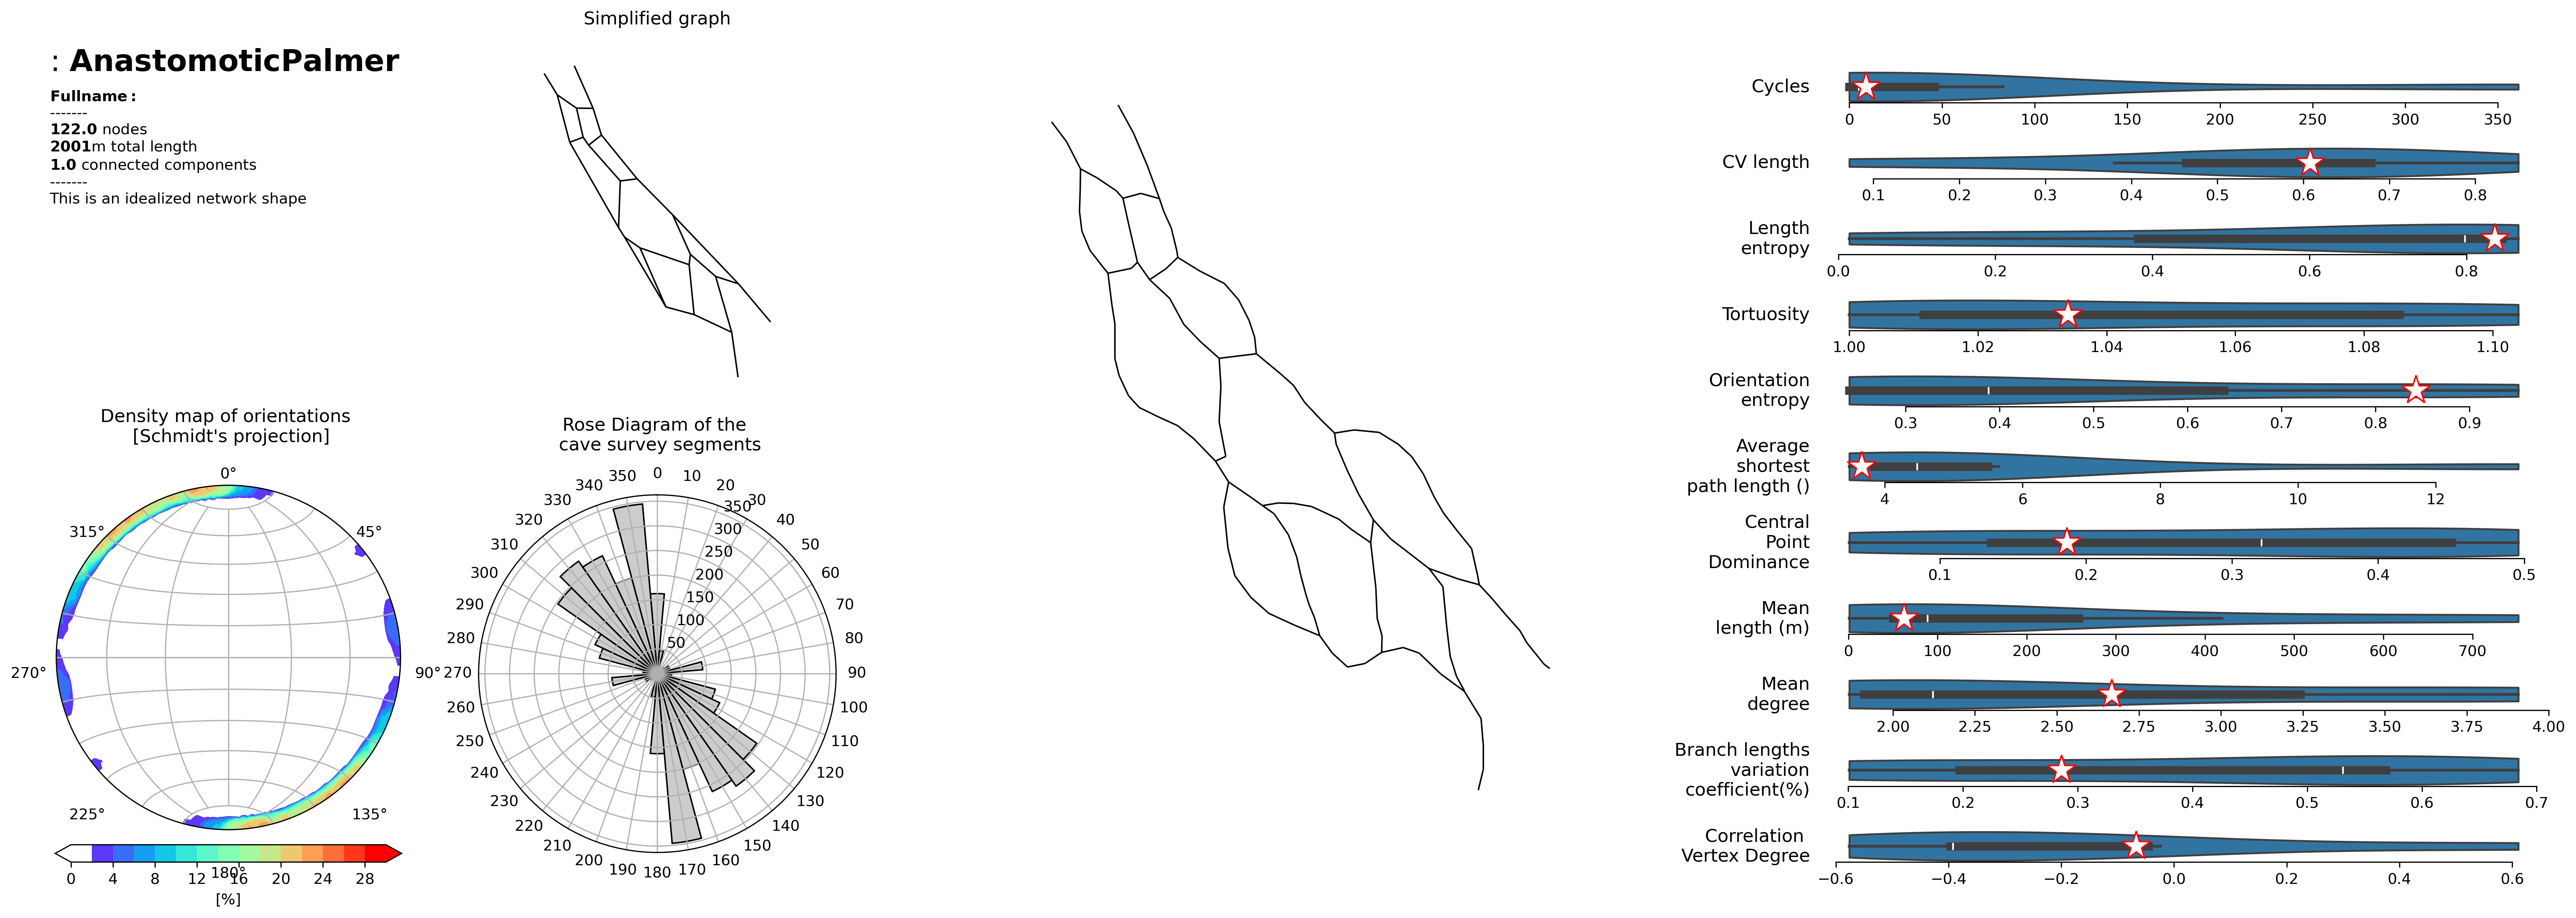 Simplified graph
: AnastomoticPalmer
Fullname :
-------
122.0 nodes
2001m total length
1.0 connected components
-------
This is an idealized network shape
Density map of orientations
[Schmidt's projection]
0°
45°
90°
135°
180°
225°
270°
315°
0 4 8 12 16 20 24 28
[%]
Rose Diagram of the
cave survey segments
0 10 20 30 40 50 60 70 80 90 100 110 120 130 140 150 160 170 180 190 200 210 220 230 240 250 260 270 280 290 300 310 320 330 340 350
50 100 150 200 250 300 350
Cycles
0 50 100 150 200 250 300 350
CV length
0.1 0.2 0.3 0.4 0.5 0.6 0.7 0.8
Length
entropy
0.0 0.2 0.4 0.6 0.8
Tortuosity
1.00 1.02 1.04 1.06 1.08 1.10
Orientation
entropy
0.3 0.4 0.5 0.6 0.7 0.8 0.9
Average
shortest
path length ()
4 6 8 10 12
Central
Point
Dominance
0.1 0.2 0.3 0.4 0.5
Mean
length (m)
0 100 200 300 400 500 600 700
Mean
degree
2.00 2.25 2.50 2.75 3.00 3.25 3.50 3.75 4.00
Branch lengths
variation
coefficient(%)
0.1 0.2 0.3 0.4 0.5 0.6 0.7
Correlation
Vertex Degree
−0.6 −0.4 −0.2 0.0 0.2 0.4 0.6